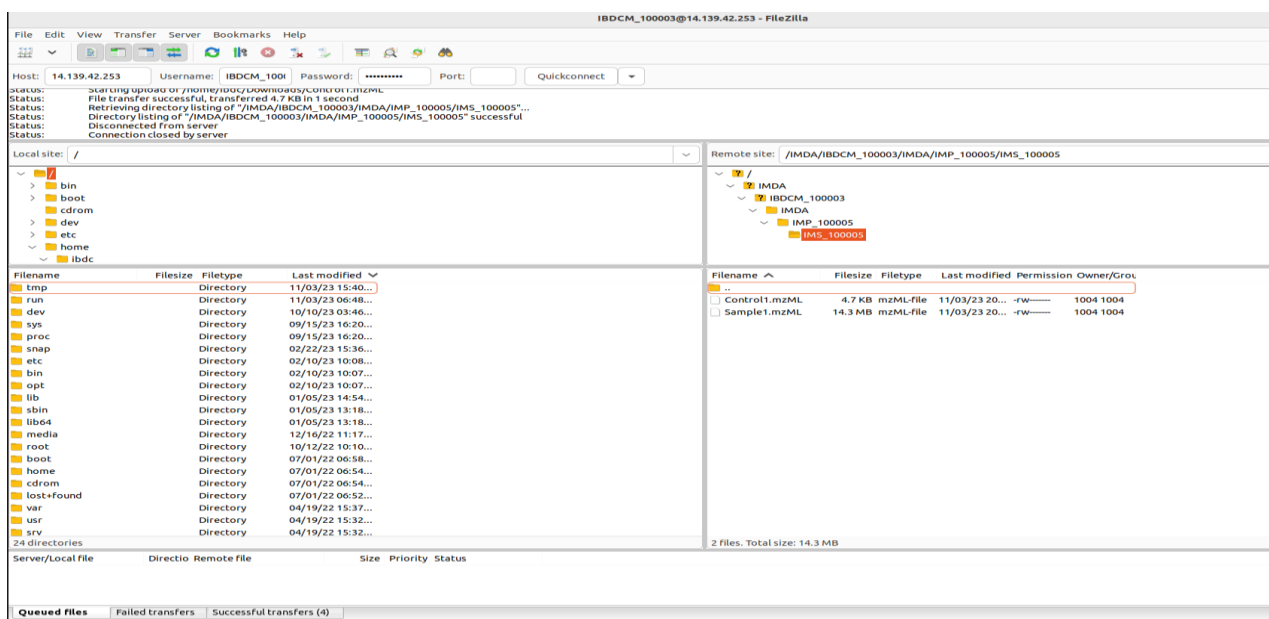 IBDCM_100003@14.139.42.253 - FileZilla
File Edit View Transfer Server Bookmarks Help
Host: 14.139.42.253 Username: IBDCM_100( Password: •••••••••• Port: Quickconnect
Status: Starting upload of /home/ibdc/Downloads/Control1.mzML
Status: File transfer successful, transferred 4.7 KB in 1 second
Status: Retrieving directory listing of "/IMDA/IBDCM_100003/IMDA/IMP_100005/IMS_100005"...
Status: Directory listing of "/IMDA/IBDCM_100003/IMDA/IMP_100005/IMS_100005" successful
Status: Disconnected from server
Status: Connection closed by server
Local site: /
/
bin
boot
cdrom
dev
etc
home
ibdc
Remote site: /IMDA/IBDCM_100003/IMDA/IMP_100005/IMS_100005
/
IMDA
IBDCM_100003
IMDA
IMP_100005
IMS_100005
Filename Filesize Filetype Last modified
tmp Directory 11/03/23 15:40...
run Directory 11/03/23 06:48...
dev Directory 10/10/23 03:46...
sys Directory 09/15/23 16:20...
proc Directory 09/15/23 16:20...
snap Directory 02/22/23 15:36...
etc Directory 02/10/23 10:08...
bin Directory 02/10/23 10:07...
opt Directory 02/10/23 10:07...
lib Directory 01/05/23 14:54...
sbin Directory 01/05/23 13:18...
lib64 Directory 01/05/23 13:18...
media Directory 12/16/22 11:17...
root Directory 10/12/22 10:10...
boot Directory 07/01/22 06:58...
home Directory 07/01/22 06:54...
cdrom Directory 07/01/22 06:54...
lost+found Directory 07/01/22 06:52...
var Directory 04/19/22 15:37...
usr Directory 04/19/22 15:32...
srv Directory 04/19/22 15:32...
24 directories
Filename Filesize Filetype Last modified Permission Owner/Grou
..
Control1.mzML 4.7 KB mzML-file 11/03/23 20... -rw------- 1004 1004
Sample1.mzML 14.3 MB mzML-file 11/03/23 20... -rw------- 1004 1004
2 files. Total size: 14.3 MB
Server/Local file Directio Remote file Size Priority Status
Queued files Failed transfers Successful transfers (4)